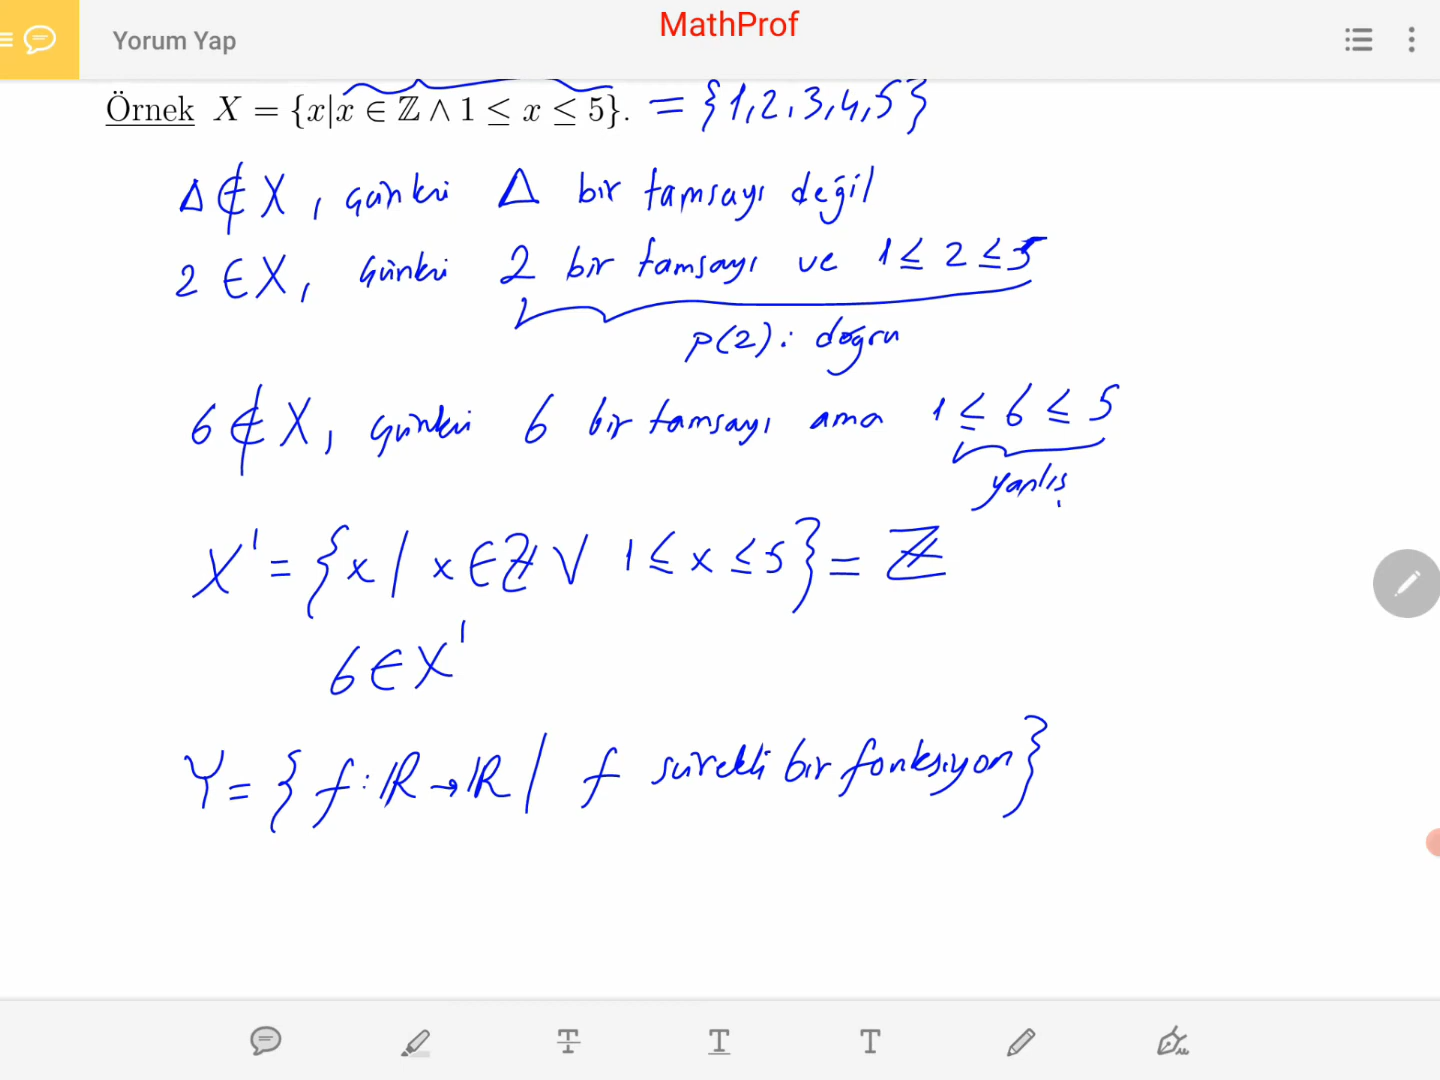 MathProf
Yorum Yap
Örnek X = {x|x ∈ ℤ ∧ 1 ≤ x ≤ 5}. = {1,2,3,4,5}
Δ ∉ X, çünkü Δ bir tamsayı değil
2 ∈ X, çünkü 2 bir tamsayı ve 1 ≤ 2 ≤ 5
p(2): doğru
6 ∉ X, çünkü 6 bir tamsayı ama 1 ≤ 6 ≤ 5
yanlış
X' = {x | x ∈ ℤ ∨ 1 ≤ x ≤ 5} = ℤ
6 ∈ X'
Y = {f: ℝ → ℝ | f sürekli bir fonksiyon}